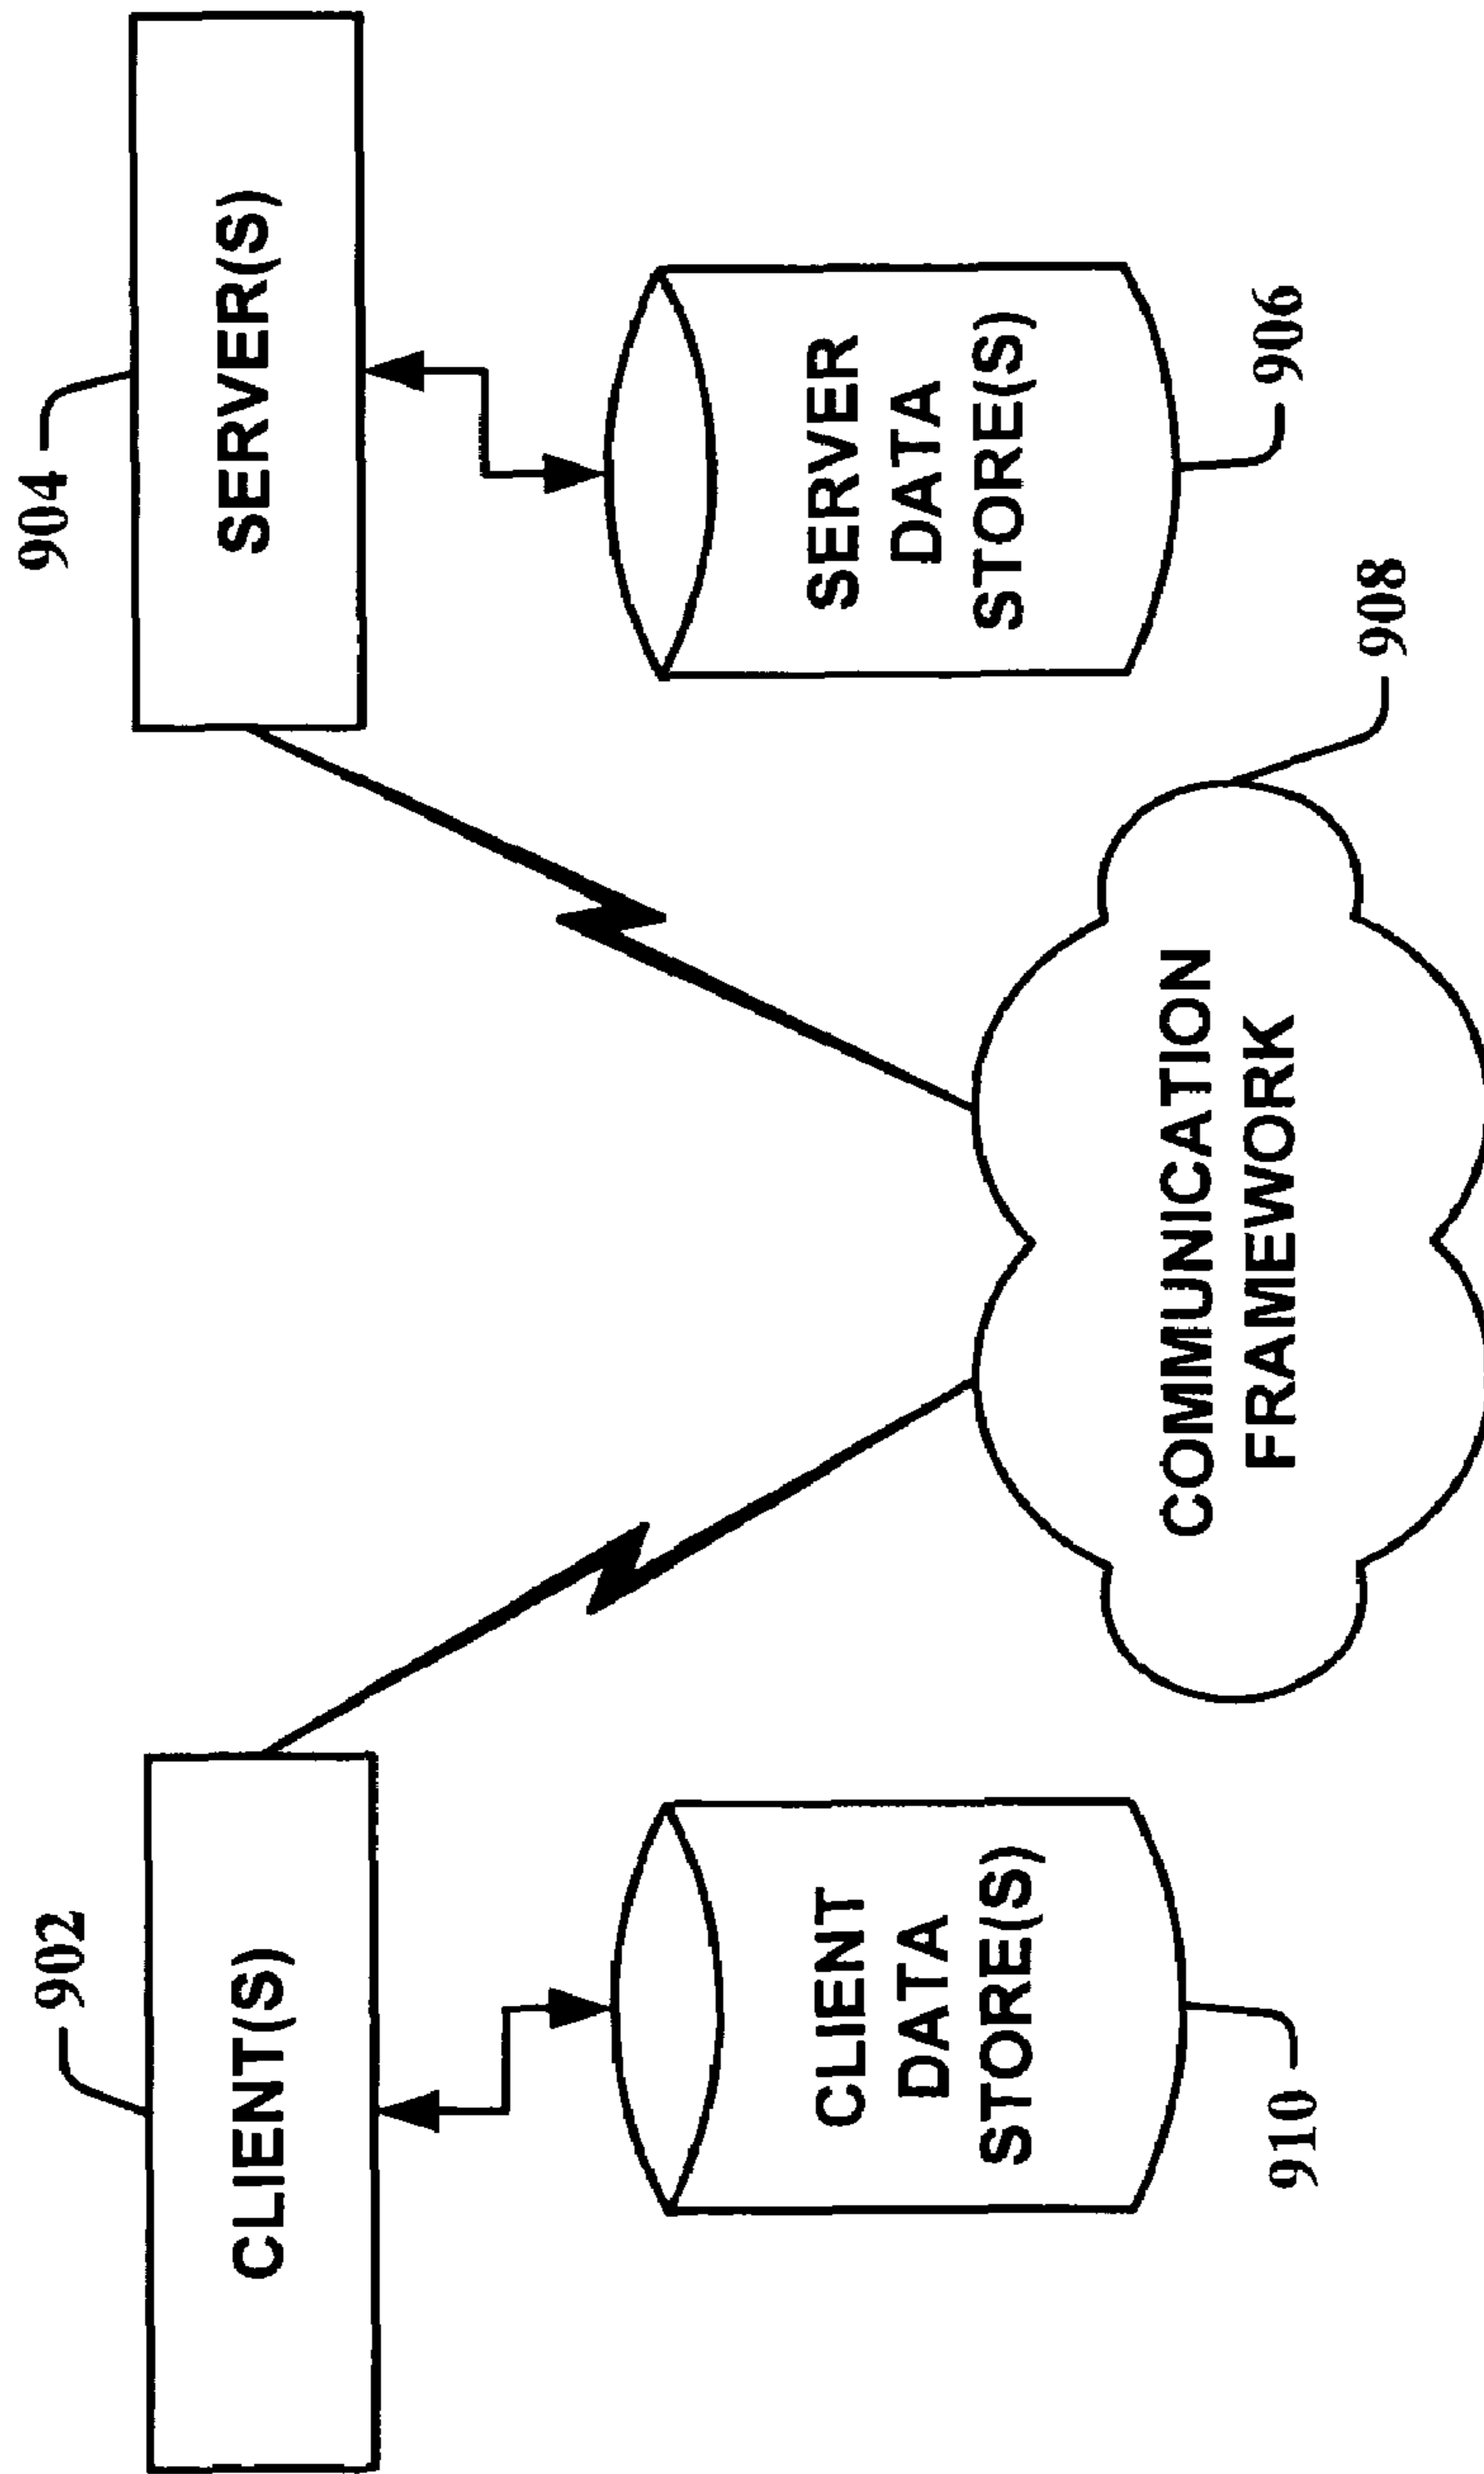 902
904
CLIENT(S)
SERVER(S)
CLIENT
DATA
STORE(S)
SERVER
DATA
STORE(S)
910
906
908
COMMUNICATION
FRAMEWORK